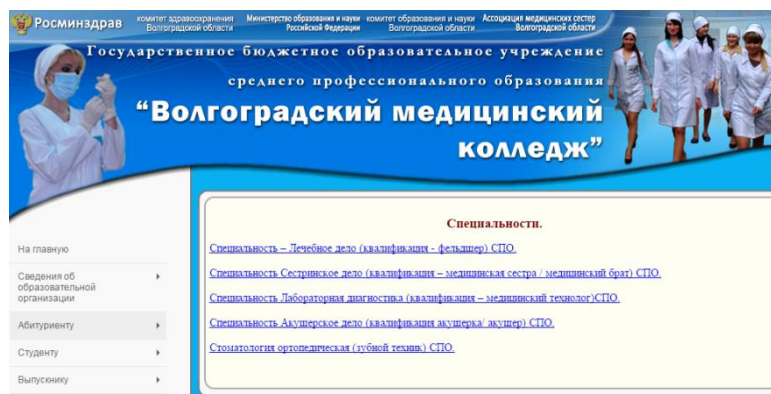 Росминздрав
комитет здравоохранения
Волгоградской области
Министерство образования и науки
Российской Федерации
комитет образования и науки
Волгоградской области
Ассоциация медицинских сестер
Волгоградской области
Государственное бюджетное образовательное учреждение
среднего профессионального образования
“Волгоградский медицинский
колледж”
Специальности.
Специальность – Лечебное дело (квалификация - фельдшер) СПО.
Специальность Сестринское дело (квалификация – медицинская сестра / медицинский брат) СПО.
Специальность Лабораторная диагностика (квалификация – медицинский технолог)СПО.
Специальность Акушерское дело (квалификация акушерка/ акушер) СПО.
Стоматология ортопедическая (зубной техник) СПО.
На главную
Сведения об
образовательной
организации
Абитуриенту
Студенту
Выпускнику